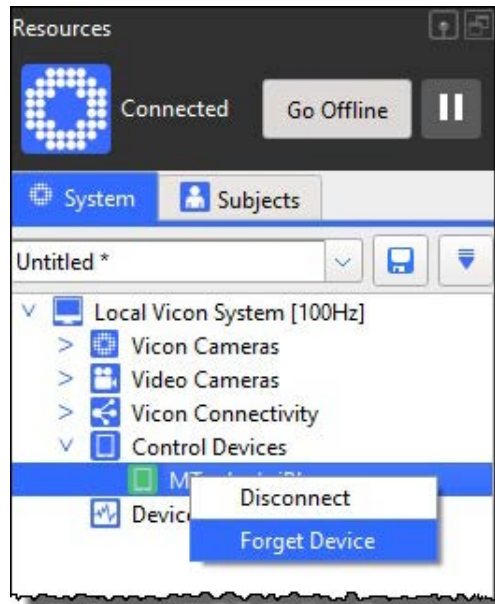 Resources
Connected
Go Offline
System
Subjects
Untitled *
Local Vicon System [100Hz]
Vicon Cameras
Video Cameras
Vicon Connectivity
Control Devices
Disconnect
Forget Device